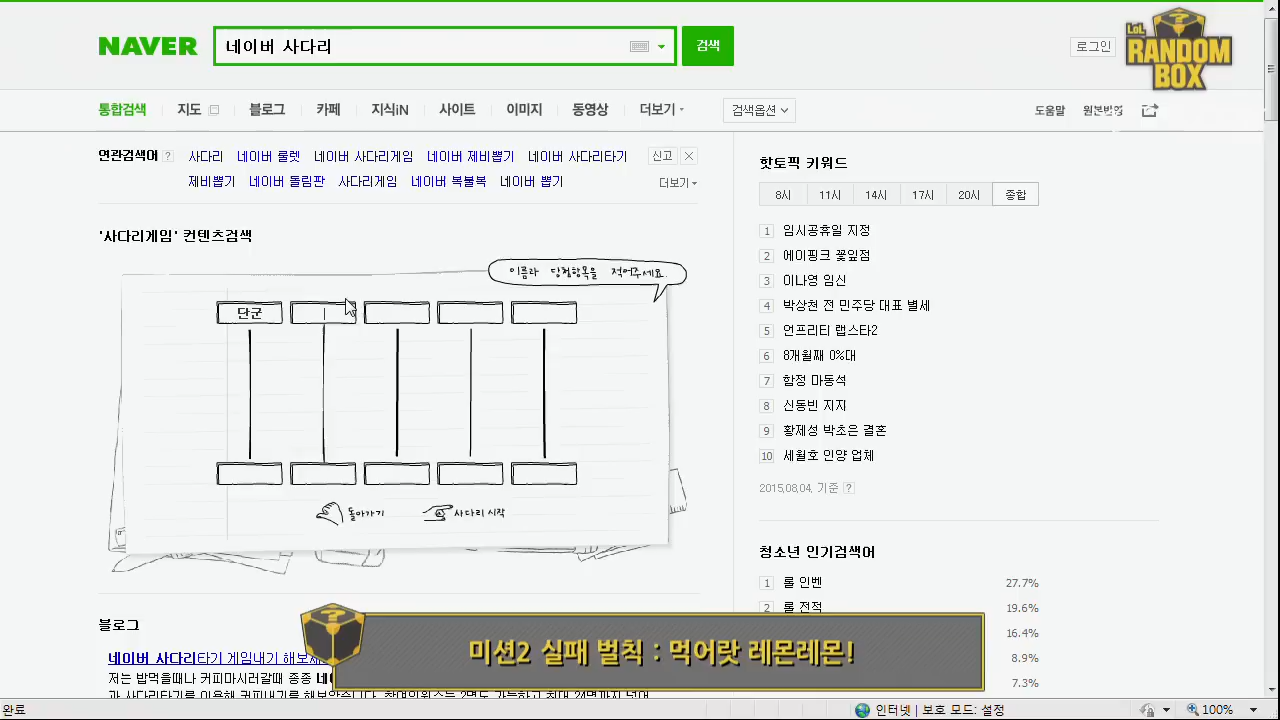 NAVER
네이버 사다리
검색
로그인
LoL
RANDOM
BOX
통합검색 지도 블로그 카페 지식iN 사이트 이미지 동영상 더보기 검색옵션
도움말 원본반영
연관검색어 ? 사다리 네이버 룰렛 네이버 사다리게임 네이버 제비뽑기 네이버 사다리타기 신고
제비뽑기 네이버 돌림판 사다리게임 네이버 복불복 네이버 뽑기 더보기
'사다리게임' 컨텐츠검색
이름과 당첨항목을 적어주세요.
단군
돌아가기 사다리 시작
블로그
네이버 사다리타기 편게임내기 해보세
저는 밥먹을때나 커피마시러갈때 종종
핫토픽 키워드
8시 11시 14시 17시 20시 종합
1 임시공휴일 지정
2 에이핑크 꽃잎점
3 이나영 임신
4 박상천 전 민주당 대표 별세
5 언프리티 랩스타2
6 8개월째 0%대
7 함정 마동석
8 신동빈 지지
9 황제성 박초은 결혼
10 세월호 인양 업체
2015.08.04. 기준 ?
청소년 인기검색어
1 롤 인벤 27.7%
2 롤 전적 19.6%
16.4%
8.9%
7.3%
미션2 실패 벌칙 : 먹어랏 레몬레몬!
완료
인터넷 | 보호 모드: 설정
100%